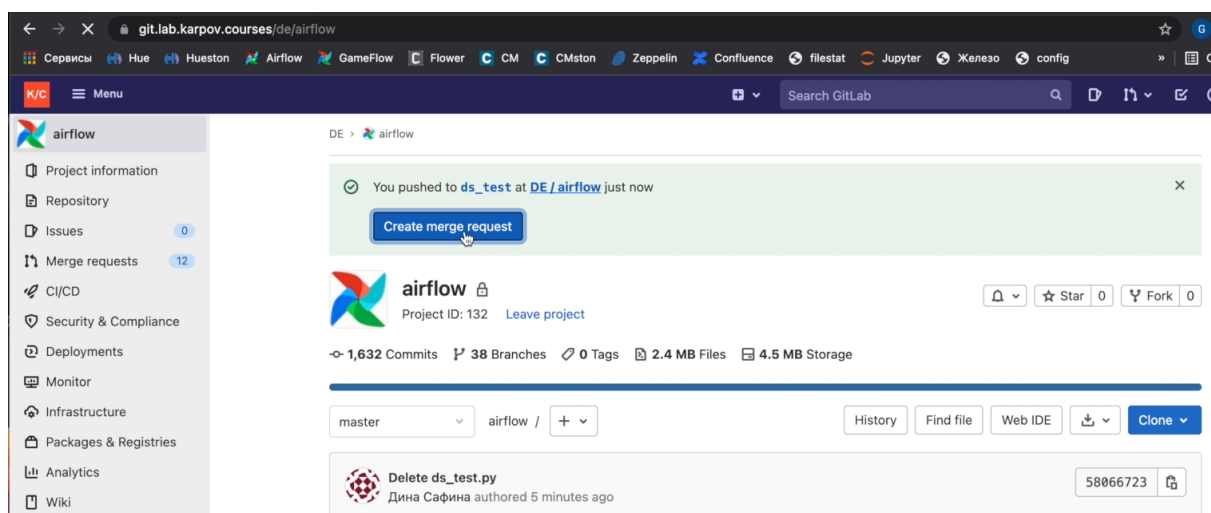 git.lab.karpov.courses/de/airflow
G
Сервисы Hue Hueston Airflow GameFlow Flower CM CMston Zeppelin Confluence filestat Jupyter Железо config »
K/C Menu Search GitLab
airflow
DE › airflow
Project information
You pushed to ds_test at DE / airflow just now
Repository
Create merge request
Issues 0
Merge requests 12
CI/CD
airflow
Star 0 Fork 0
Project ID: 132 Leave project
Security & Compliance
Deployments
1,632 Commits 38 Branches 0 Tags 2.4 MB Files 4.5 MB Storage
Monitor
Infrastructure
master airflow / + History Find file Web IDE Clone
Packages & Registries
Analytics
Delete ds_test.py
58066723
Дина Сафина authored 5 minutes ago
Wiki